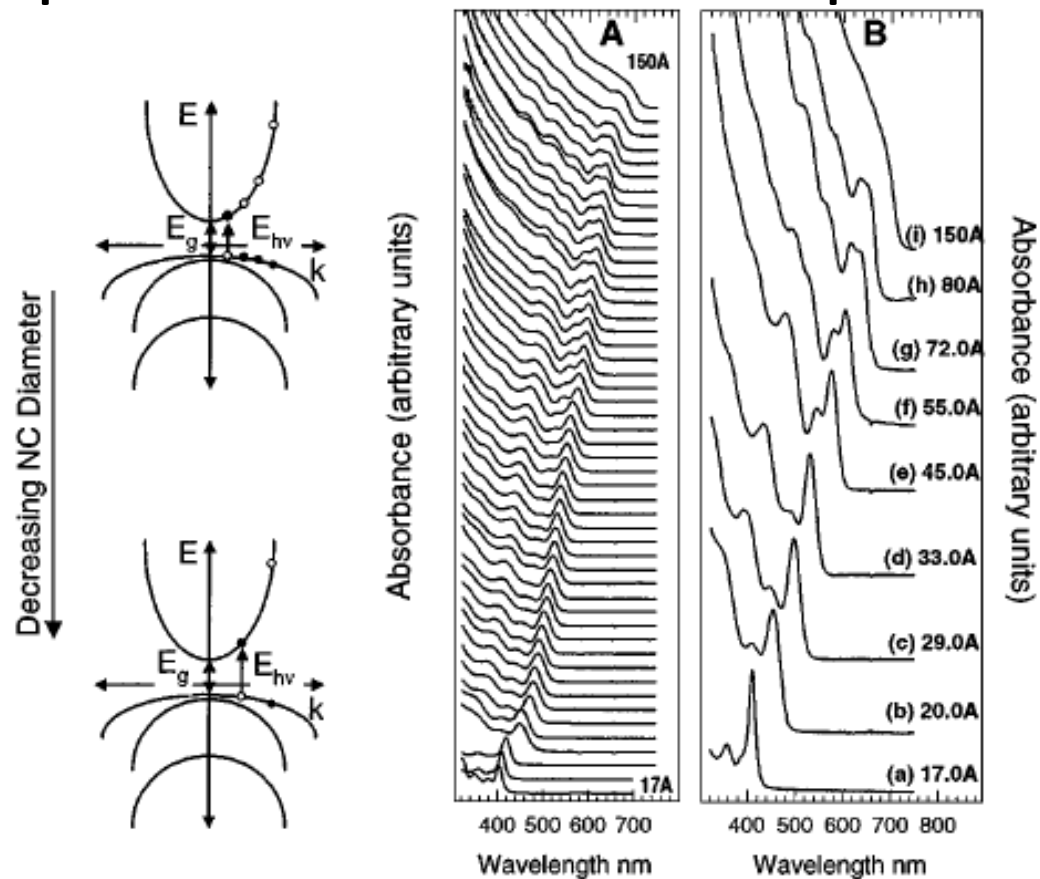 E
E_g
E_hν
k
Decreasing NC Diameter
E
E_g
E_hν
k
Absorbance (arbitrary units)
A
150A
17A
400 500 600 700
Wavelength nm
B
(i) 150A
(h) 80A
(g) 72.0A
(f) 55.0A
(e) 45.0A
(d) 33.0A
(c) 29.0A
(b) 20.0A
(a) 17.0A
400 500 600 700 800
Wavelength nm
Absorbance (arbitrary units)